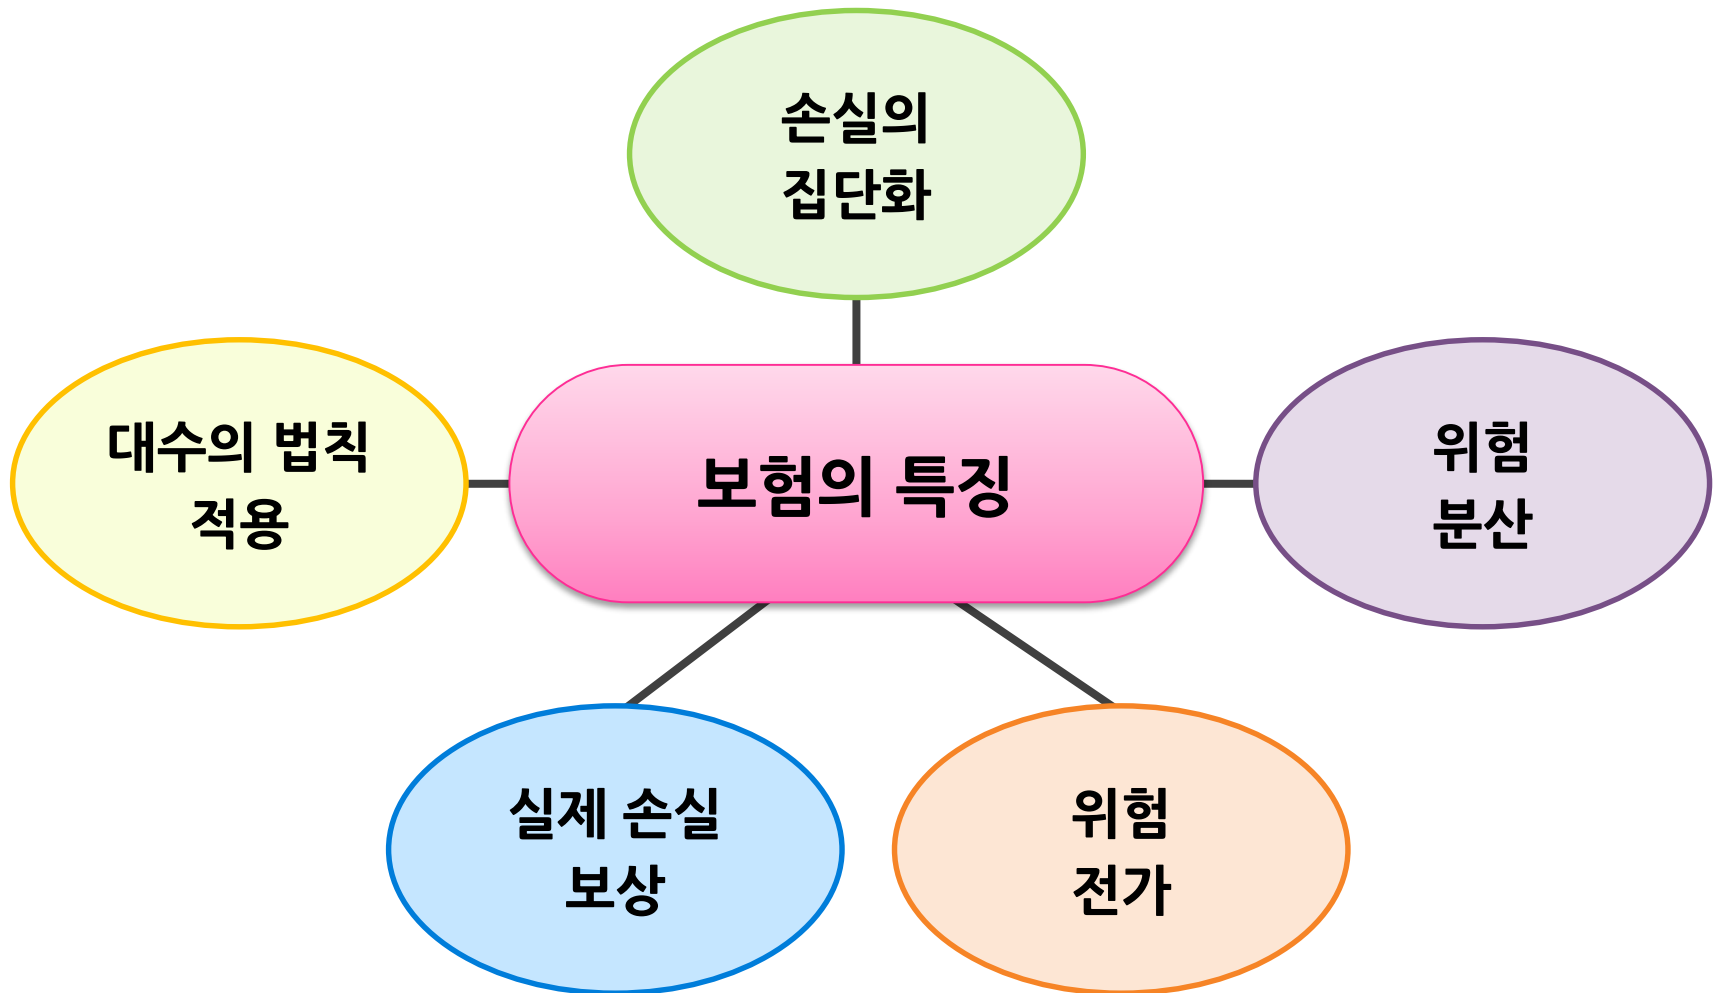 손실의
집단화
대수의 법칙
적용
보험의 특징
위험
분산
실제 손실
보상
위험
전가